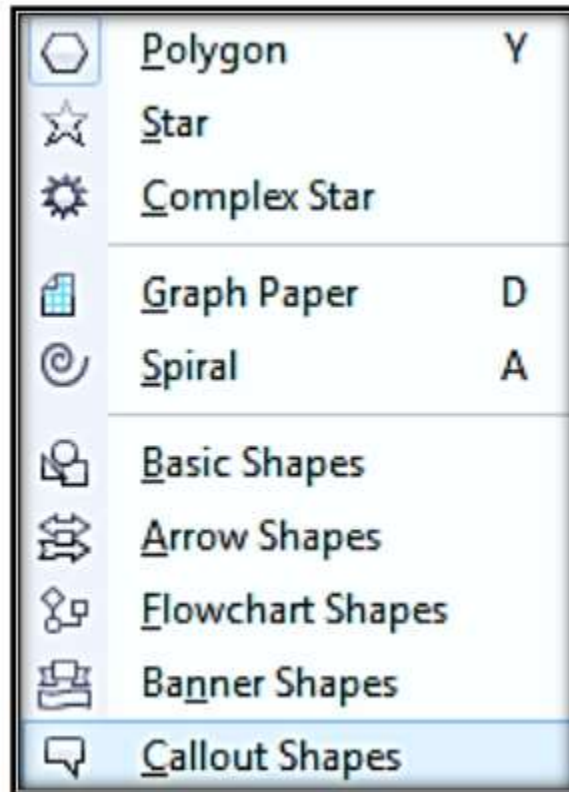 Polygon Y
Star
Complex Star
Graph Paper D
Spiral A
Basic Shapes
Arrow Shapes
Flowchart Shapes
Banner Shapes
Callout Shapes